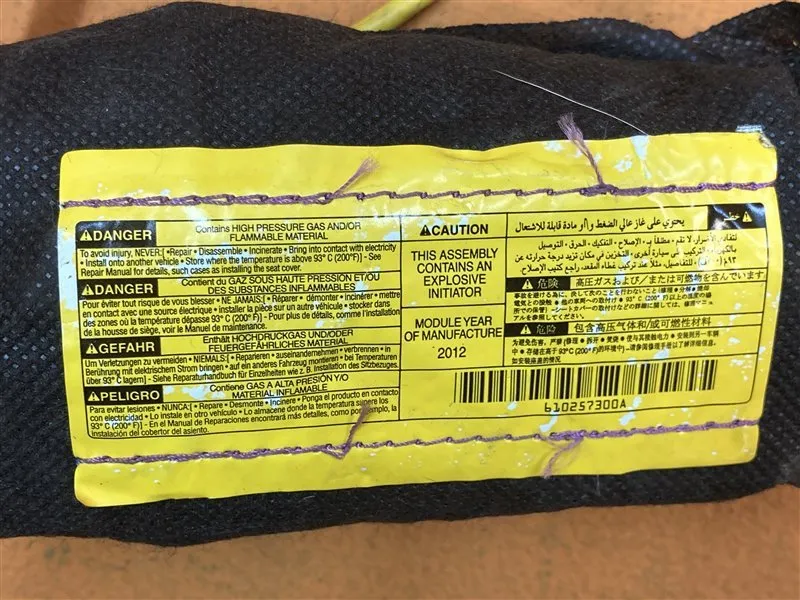 ⚠DANGER
Contains HIGH PRESSURE GAS AND/OR
FLAMMABLE MATERIAL
To avoid injury, NEVER:[ •Repair • Disassemble • Incinerate • Bring into contact with electricity
• Install onto another vehicle • Store where the temperature is above 93° C (200°F)] - See
Repair Manual for details, such cases as installing the seat cover.
⚠DANGER
Contient du GAZ SOUS HAUTE PRESSION ET/OU
DES SUBSTANCES INFLAMMABLES
Pour éviter tout risque de vous blesser • NE JAMAIS:[ • Réparer • démonter • incinérer • mettre
en contact avec une source électrique • installer la pièce sur un autre véhicule • stocker dans
des zones où la température dépasse 93° C (200° F)] - Pour plus de détails, comme l'installation
de la housse de siège, voir le Manuel de maintenance.
⚠GEFAHR
Enthält HOCHDRUCKGAS UND/ODER
FEUERGEFÄHRLICHES MATERIAL
Um Verletzungen zu vermeiden • NIEMALS:[ • Reparieren • auseinandernehmen • verbrennen • in
Berührung mit elektrischem Strom bringen • auf ein anderes Fahrzeug montieren • bei Temperaturen
über 93° C lagern] - Siehe Reparaturhandbuch für Einzelheiten wie z. B. Installation des Sitzbezuges.
⚠PELIGRO
Contiene GAS A ALTA PRESIÓN Y/O
MATERIAL INFLAMABLE
Para evitar lesiones • NUNCA:[ • Repare • Desmonte • Incinere • Ponga el producto en contacto
con electricidad • Lo instale en otro vehículo • Lo almacene donde la temperatura supere los
93° C (200° F)] - En el Manual de Reparaciones encontrará más detalles, como por ejemplo, la
instalación del cobertor del asiento.
⚠CAUTION
THIS ASSEMBLY
CONTAINS AN
EXPLOSIVE
INITIATOR
MODULE YEAR
OF MANUFACTURE
2012
⚠ خطر
يحتوي على غاز عالي الضغط و/أو مادة قابلة للاشتعال
⚠ 危険
高圧ガスおよび/または可燃物を含んでいます
⚠ 危险
包含高压气体和/或可燃性材料
610257300A